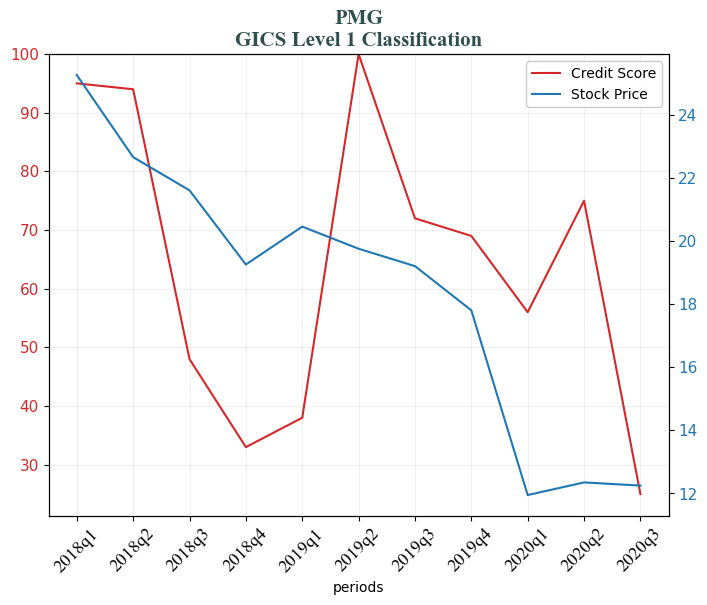 PMG
GICS Level 1 Classification
Credit Score
Stock Price
100
90
80
70
60
50
40
30
24
22
20
18
16
14
12
2018q1
2018q2
2018q3
2018q4
2019q1
2019q2
2019q3
2019q4
2020q1
2020q2
2020q3
periods